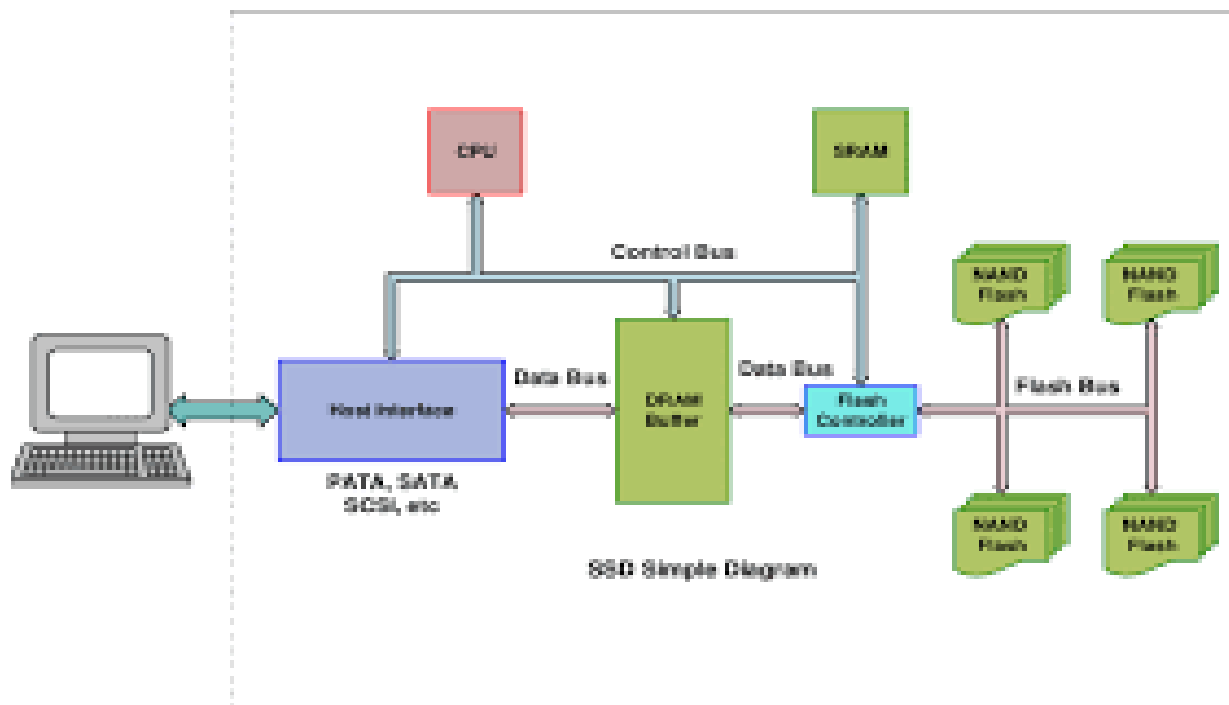 CPU
SRAM
Control Bus
NAND
Flash
NAND
Flash
Host Interface
Data Bus
DRAM
Buffer
Data Bus
Flash
Controller
Flash Bus
PATA, SATA
SCSI, etc
NAND
Flash
NAND
Flash
SSD Simple Diagram